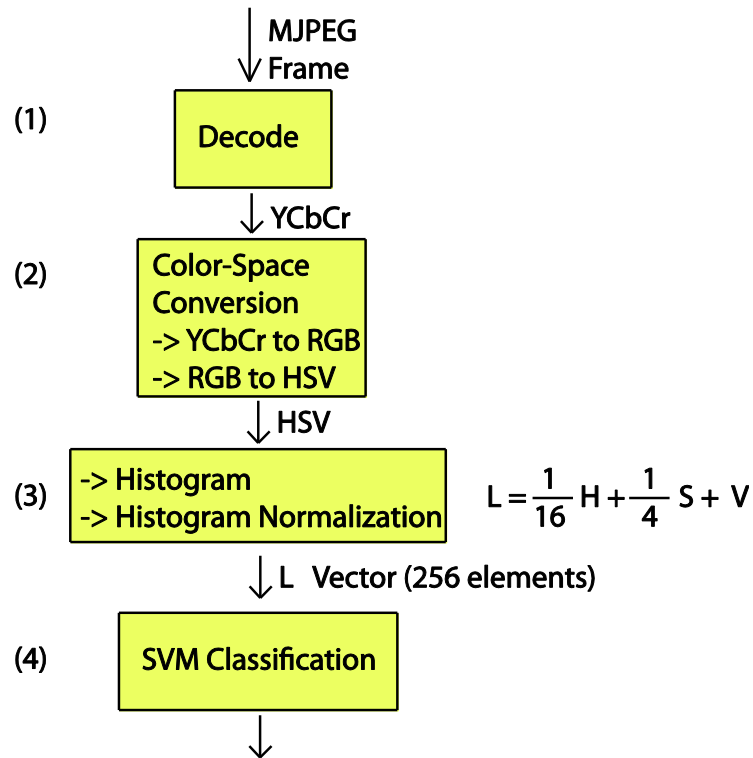 MJPEG
Frame
(1)
Decode
YCbCr
(2)
Color-Space
Conversion
-> YCbCr to RGB
-> RGB to HSV
HSV
(3)
-> Histogram
-> Histogram Normalization
L = 1/16 H + 1/4 S + V
L Vector (256 elements)
(4)
SVM Classification